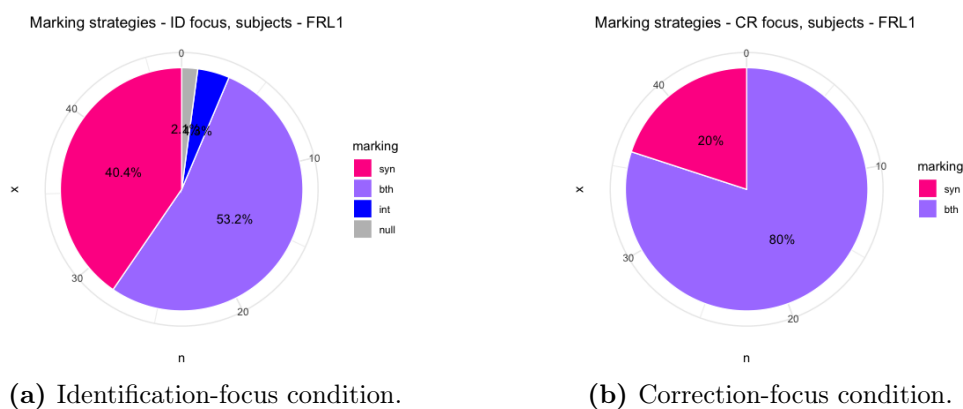 Marking strategies - ID focus, subjects - FRL1
0
10
20
30
40
40.4%
53.2%
x
n
marking
syn
bth
int
null
(a) Identification-focus condition.
Marking strategies - CR focus, subjects - FRL1
0
10
20
30
40
20%
80%
x
n
marking
syn
bth
(b) Correction-focus condition.